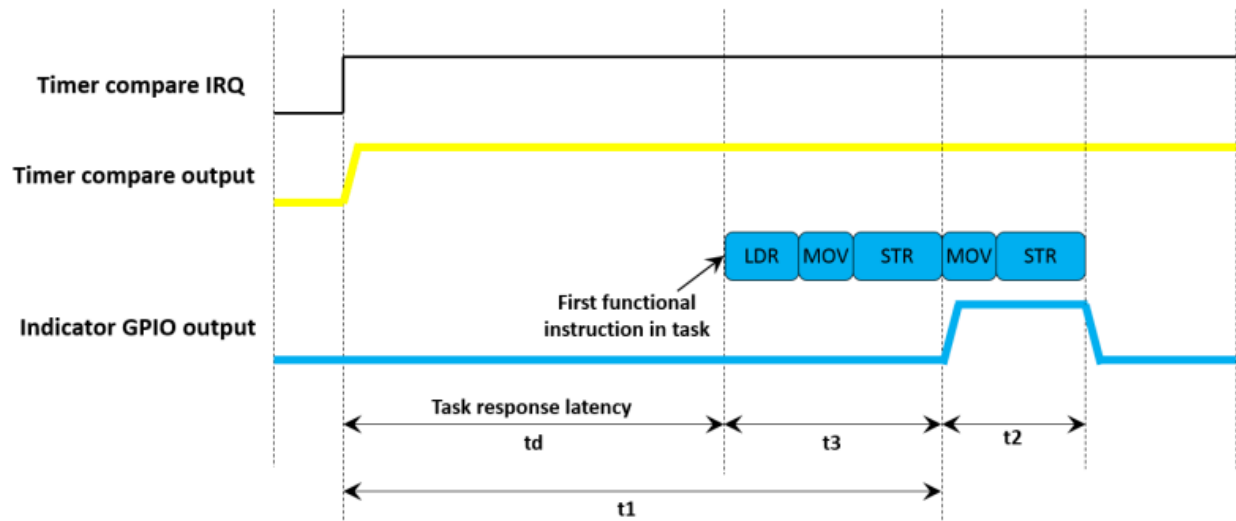 Timer compare IRQ
Timer compare output
LDR MOV STR MOV STR
First functional
instruction in task
Indicator GPIO output
Task response latency
td t3 t2
t1